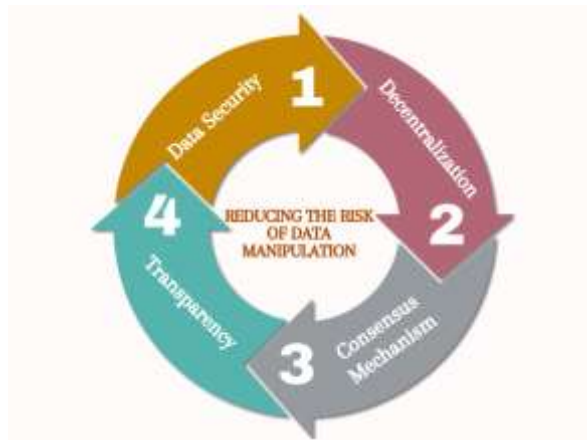 1
Data Security
Decentralization
2
Consensus
Mechanism
3
Transparency
4
REDUCING THE RISK
OF DATA
MANIPULATION